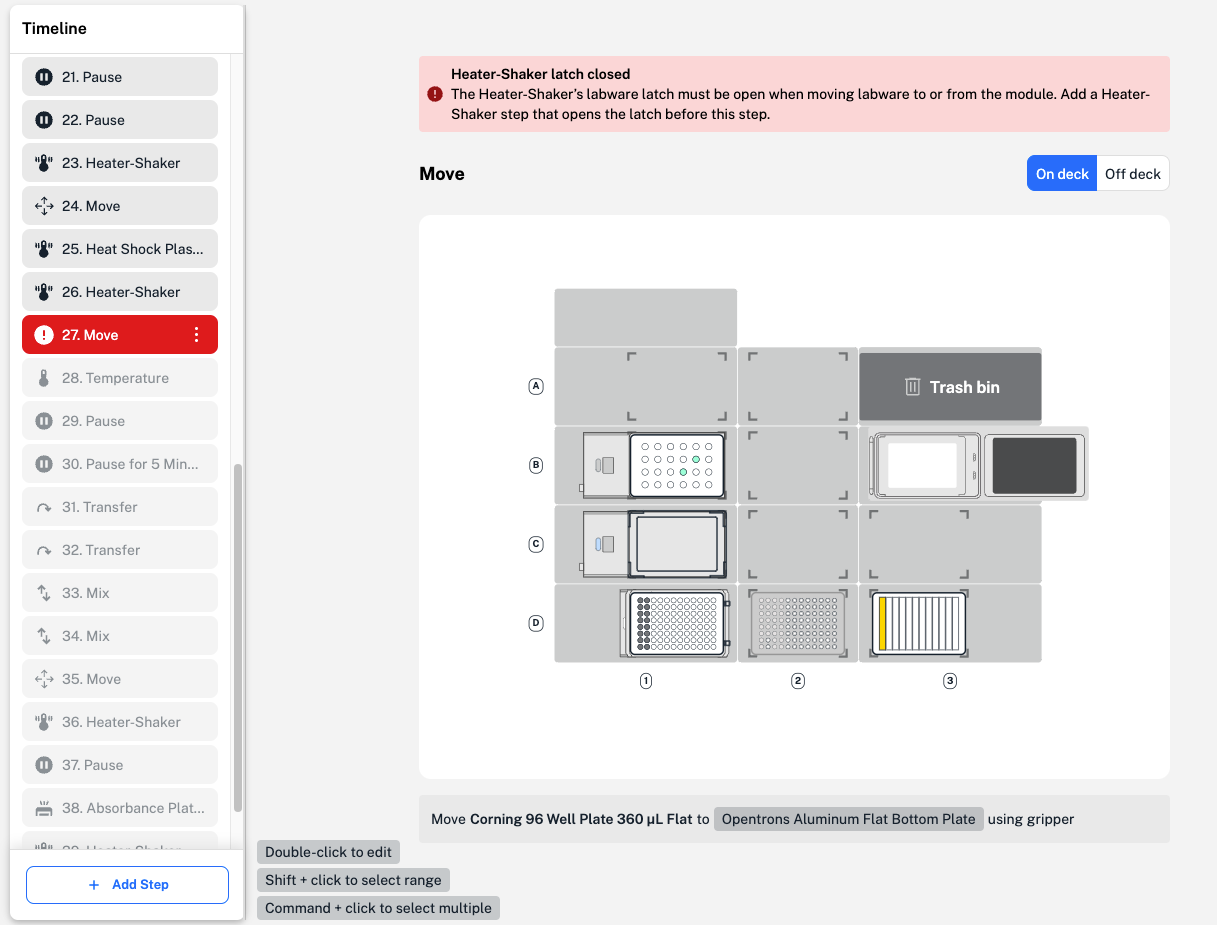 Timeline
21. Pause
22. Pause
23. Heater-Shaker
24. Move
25. Heat Shock Plas...
26. Heater-Shaker
27. Move
28. Temperature
29. Pause
30. Pause for 5 Min...
31. Transfer
32. Transfer
33. Mix
34. Mix
35. Move
36. Heater-Shaker
37. Pause
38. Absorbance Plat...
39. Heater-Shaker
+ Add Step
Heater-Shaker latch closed
The Heater-Shaker’s labware latch must be open when moving labware to or from the module. Add a Heater-
Shaker step that opens the latch before this step.
Move
On deck
Off deck
A
Trash bin
B
C
D
1
2
3
Move Corning 96 Well Plate 360 µL Flat to Opentrons Aluminum Flat Bottom Plate using gripper
Double-click to edit
Shift + click to select range
Command + click to select multiple